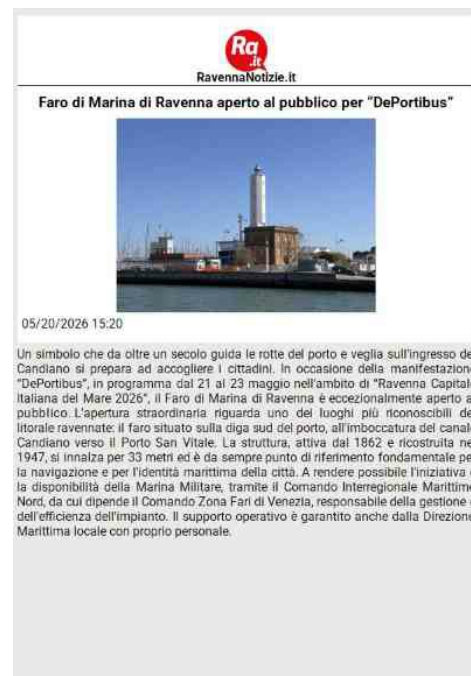 Ra
.it
RavennaNotizie.it
Faro di Marina di Ravenna aperto al pubblico per “DePortibus”
05/20/2026 15:20
Un simbolo che da oltre un secolo guida le rotte del porto e veglia sull'ingresso de
Candiano si prepara ad accogliere i cittadini. In occasione della manifestazione
“DePortibus”, in programma dal 21 al 23 maggio nell'ambito di “Ravenna Capital
Italiana del Mare 2026”, il Faro di Marina di Ravenna è eccezionalmente aperto a
pubblico. L'apertura straordinaria riguarda uno dei luoghi più riconoscibili de
litorale ravennate: il faro situato sulla diga sud del porto, all'imboccatura del canale
Candiano verso il Porto San Vitale. La struttura, attiva dal 1862 e ricostruita ne
1947, si innalza per 33 metri ed è da sempre punto di riferimento fondamentale pe
la navigazione e per l'identità marittima della città. A rendere possibile l'iniziativa
la disponibilità della Marina Militare, tramite il Comando Interregionale Marittimo
Nord, da cui dipende il Comando Zona Fari di Venezia, responsabile della gestione
dell'efficienza dell'impianto. Il supporto operativo è garantito anche dalla Direzione
Marittima locale con proprio personale.